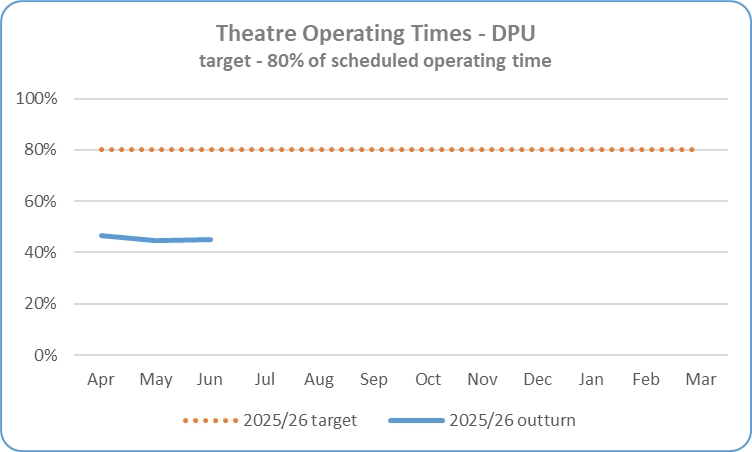 Theatre Operating Times - DPU
target - 80% of scheduled operating time
100%
80%
60%
40%
20%
0%
Apr May Jun Jul Aug Sep Oct Nov Dec Jan Feb Mar
2025/26 target 2025/26 outturn